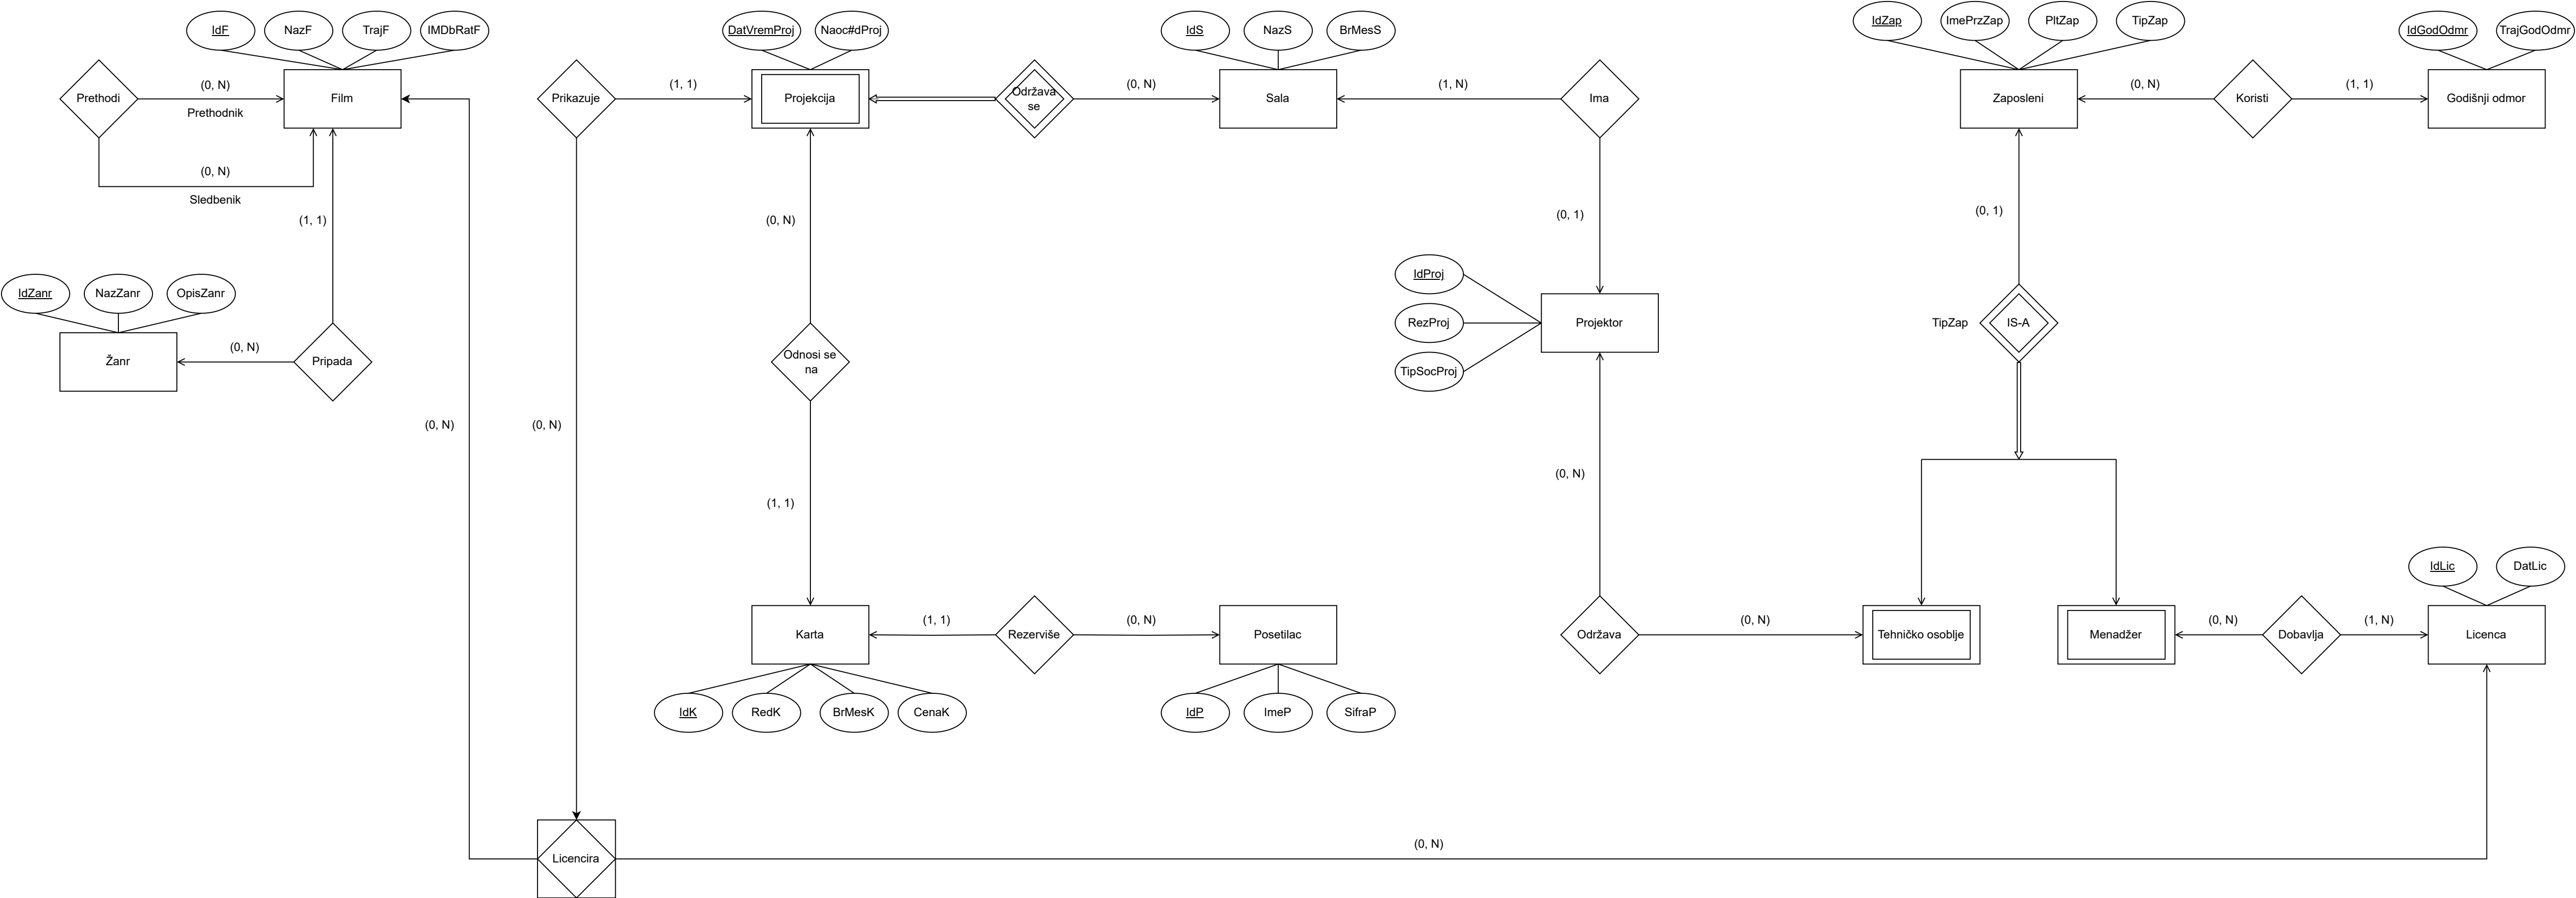 IdF
NazF
TrajF
IMDbRatF
DatVremProj
Naoc#dProj
IdS
NazS
BrMesS
IdZap
ImePrzZap
PltZap
TipZap
IdGodOdmr
TrajGodOdmr
Prethodi
(0, N)
Prethodnik
Film
Prikazuje
(1, 1)
Projekcija
Održava
se
(0, N)
Sala
(1, N)
Ima
Zaposleni
(0, N)
Koristi
(1, 1)
Godišnji odmor
(0, N)
Sledbenik
(1, 1)
(0, N)
(0, 1)
(0, 1)
IdZanr
NazZanr
OpisZanr
IdProj
RezProj
TipSocProj
Projektor
TipZap
IS-A
Žanr
(0, N)
Pripada
Odnosi se
na
(0, N)
(0, N)
(0, N)
(1, 1)
IdLic
DatLic
Karta
(1, 1)
Rezerviše
(0, N)
Posetilac
Održava
(0, N)
Tehničko osoblje
Menadžer
(0, N)
Dobavlja
(1, N)
Licenca
IdK
RedK
BrMesK
CenaK
IdP
ImeP
SifraP
Licencira
(0, N)